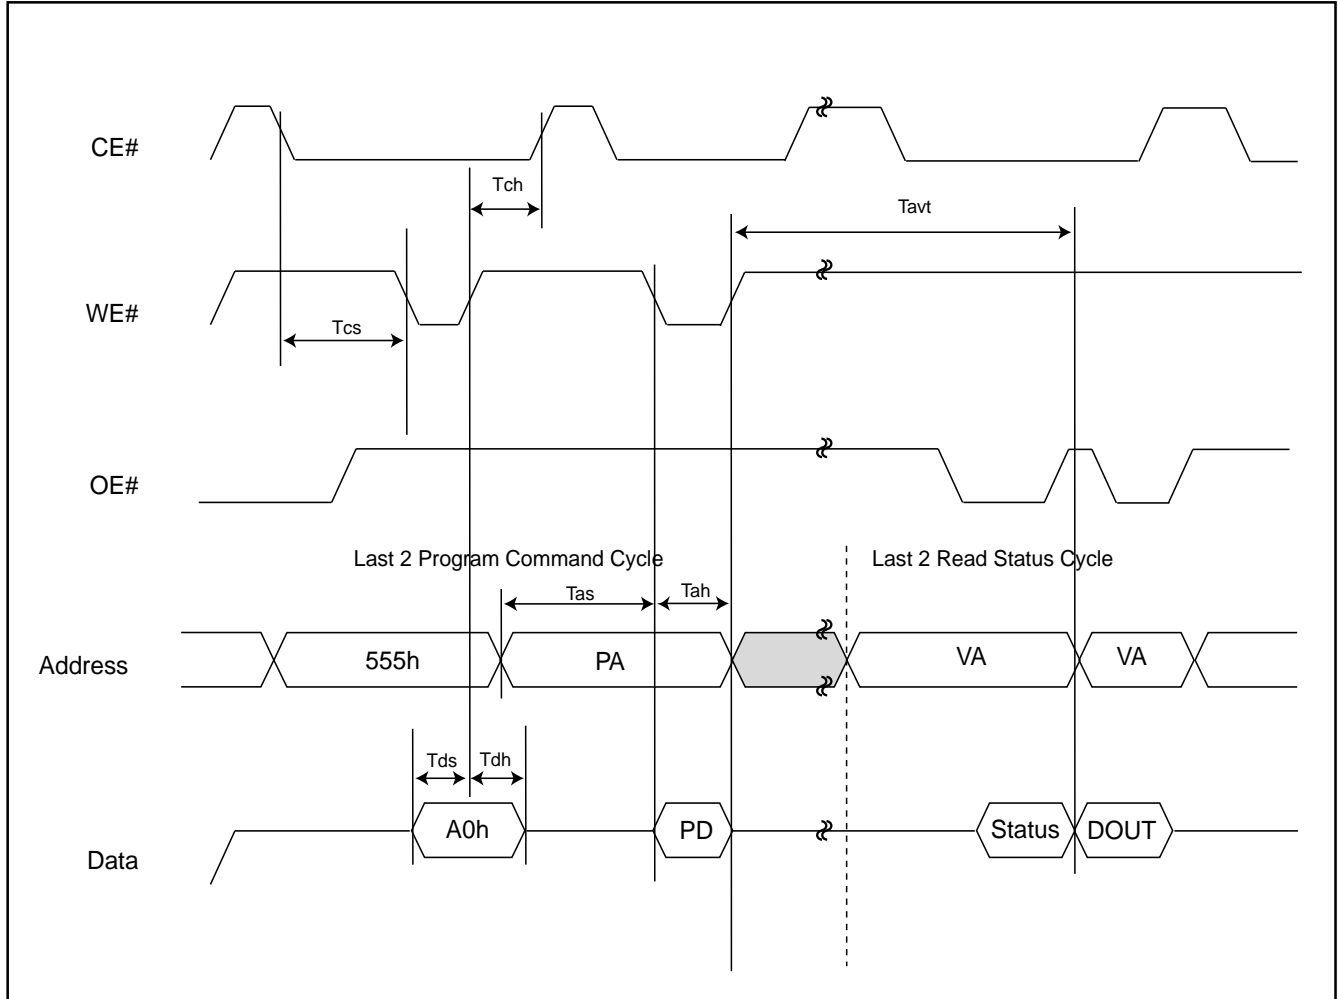 CE#
Tch
Tavt
WE#
Tcs
OE#
Last 2 Program Command Cycle
Last 2 Read Status Cycle
Tas
Tah
Address
555h
PA
VA
VA
Tds
Tdh
A0h
PD
Status
DOUT
Data